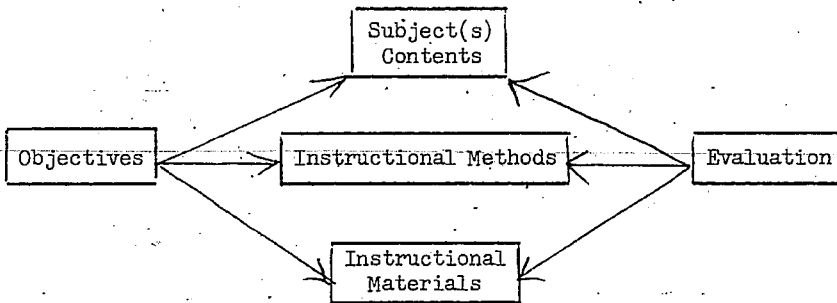 Subject(s)
Contents
Objectives
Instructional Methods
Evaluation
Instructional
Materials